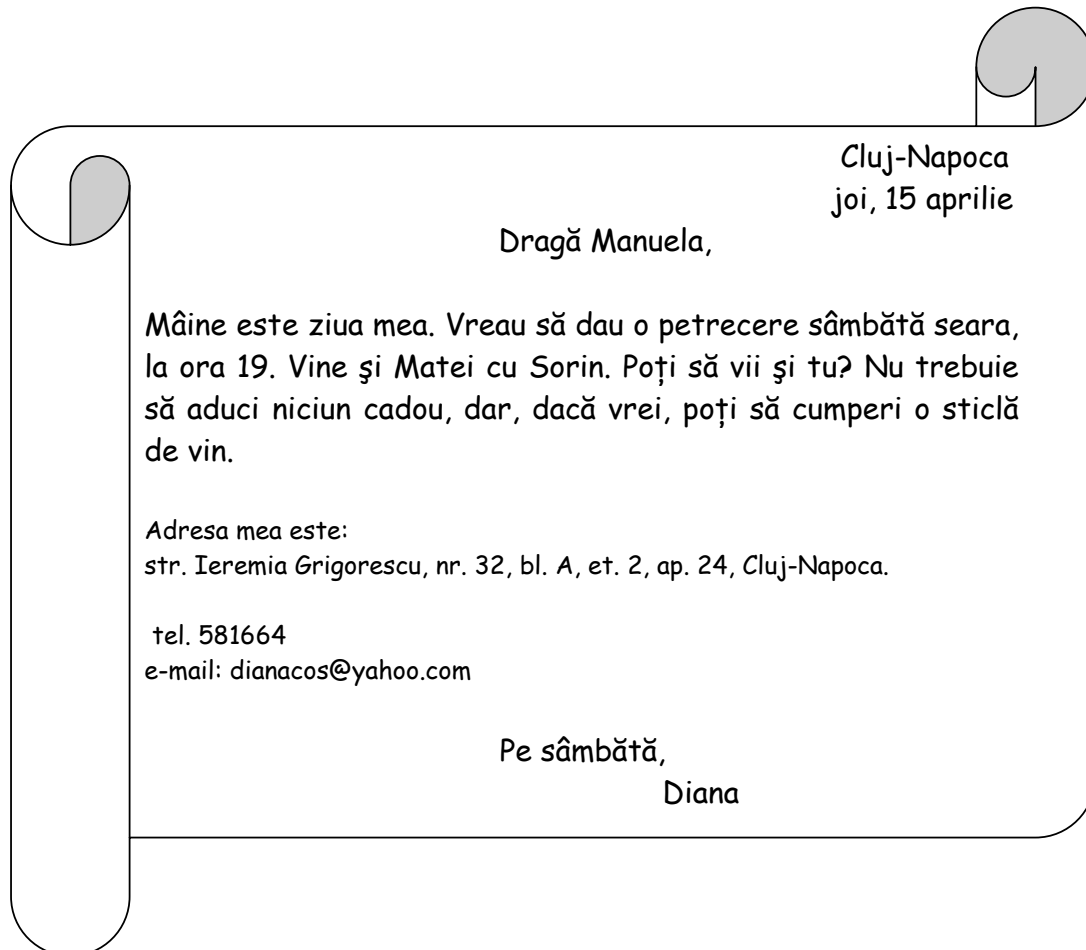 Cluj-Napoca
joi, 15 aprilie
Dragă Manuela,
Mâine este ziua mea. Vreau să dau o petrecere sâmbătă seara,
la ora 19. Vine şi Matei cu Sorin. Poţi să vii şi tu? Nu trebuie
să aduci niciun cadou, dar, dacă vrei, poţi să cumperi o sticlă
de vin.
Adresa mea este:
str. Ieremia Grigorescu, nr. 32, bl. A, et. 2, ap. 24, Cluj-Napoca.
tel. 581664
e-mail: dianacos@yahoo.com
Pe sâmbătă,
Diana